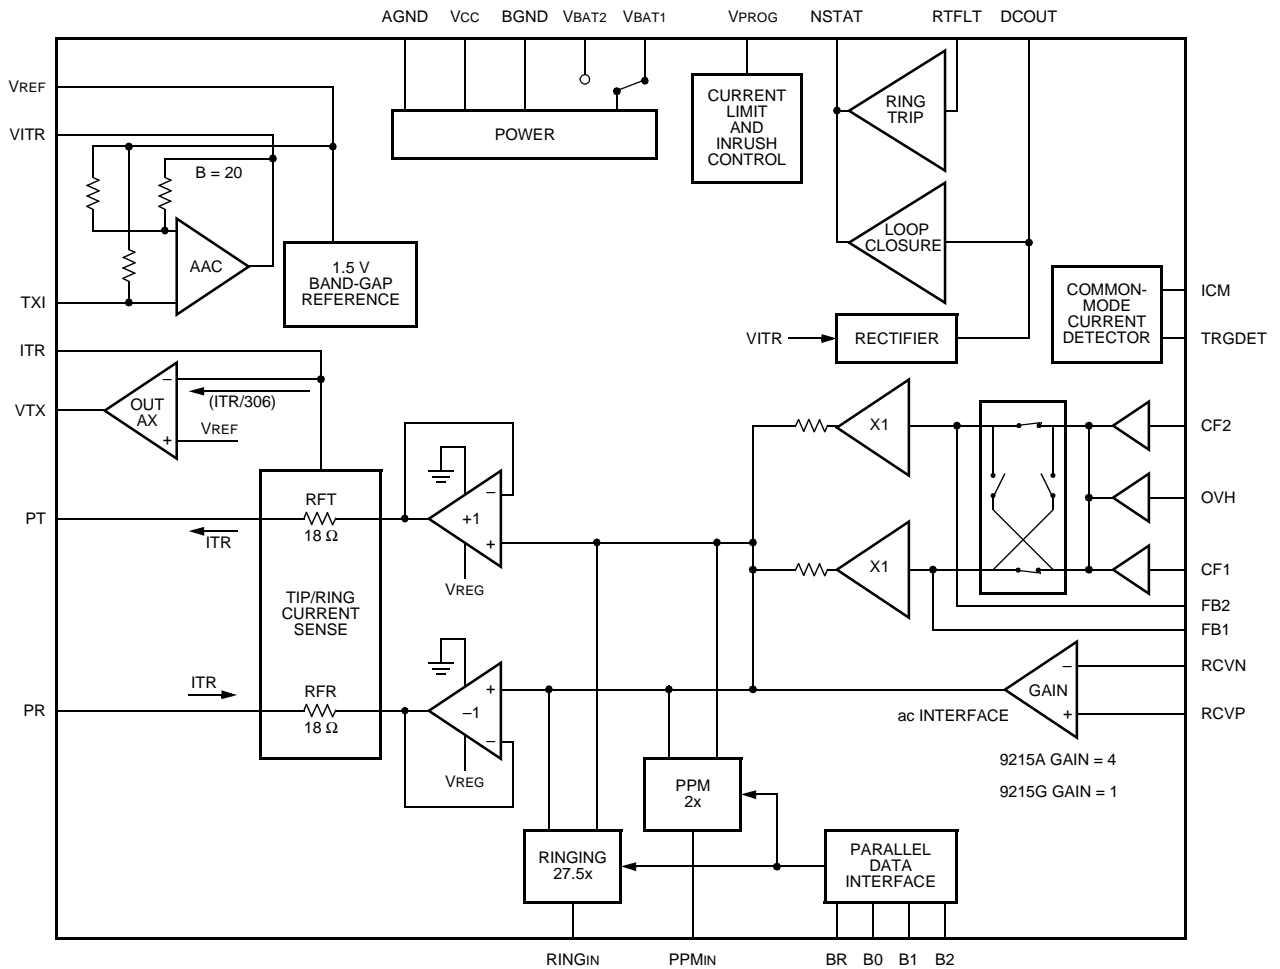 AGND VCC BGND VBAT2 VBAT1 VPROG NSTAT RTFLT DCOUT
VREF
VITR
TXI
ITR
VTX
PT
PR
B = 20
AAC
1.5 V
BAND-GAP
REFERENCE
POWER
CURRENT
LIMIT
AND
INRUSH
CONTROL
RING
TRIP
LOOP
CLOSURE
VITR
RECTIFIER
COMMON-
MODE
CURRENT
DETECTOR
ICM
TRGDET
–
OUT
AX
+
(ITR/306)
VREF
RFT
18 Ω
ITR
TIP/RING
CURRENT
SENSE
ITR
RFR
18 Ω
–
+1
+
VREG
+
–1
–
VREG
X1
X1
CF2
OVH
CF1
FB2
FB1
RCVN
RCVP
–
GAIN
+
ac INTERFACE
9215A GAIN = 4
9215G GAIN = 1
PPM
2x
RINGING
27.5x
PARALLEL
DATA
INTERFACE
RINGIN PPMIN BR B0 B1 B2